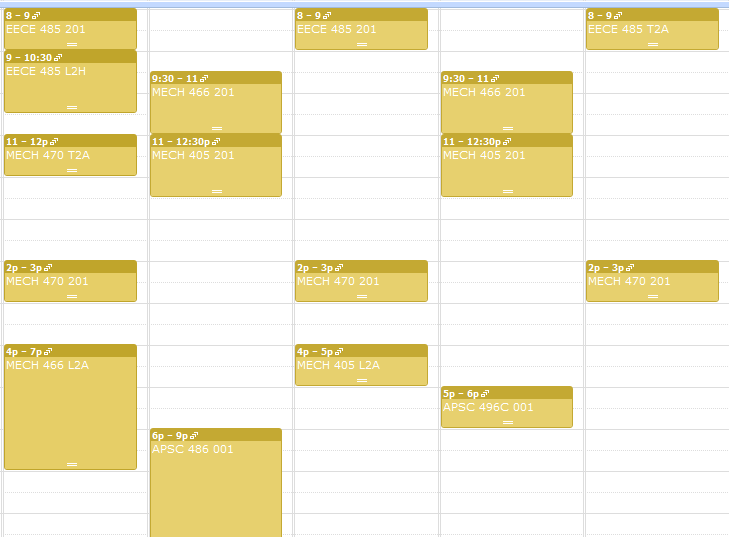 8 – 9
EECE 485 201
9 – 10:30
EECE 485 L2H
11 – 12p
MECH 470 T2A
2p – 3p
MECH 470 201
4p – 7p
MECH 466 L2A
9:30 – 11
MECH 466 201
11 – 12:30p
MECH 405 201
6p – 9p
APSC 486 001
8 – 9
EECE 485 201
2p – 3p
MECH 470 201
4p – 5p
MECH 405 L2A
9:30 – 11
MECH 466 201
11 – 12:30p
MECH 405 201
5p – 6p
APSC 496C 001
8 – 9
EECE 485 T2A
2p – 3p
MECH 470 201